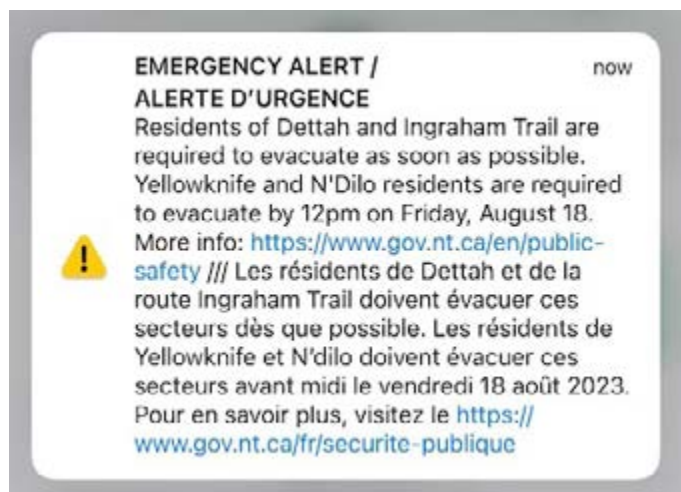 EMERGENCY ALERT / now
ALERTE D'URGENCE
Residents of Dettah and Ingraham Trail are
required to evacuate as soon as possible.
Yellowknife and N'Dilo residents are required
to evacuate by 12pm on Friday, August 18.
More info: https://www.gov.nt.ca/en/public-
safety /// Les résidents de Dettah et de la
route Ingraham Trail doivent évacuer ces
secteurs dès que possible. Les résidents de
Yellowknife et N'dilo doivent évacuer ces
secteurs avant midi le vendredi 18 août 2023.
Pour en savoir plus, visitez le https://
www.gov.nt.ca/fr/securite-publique